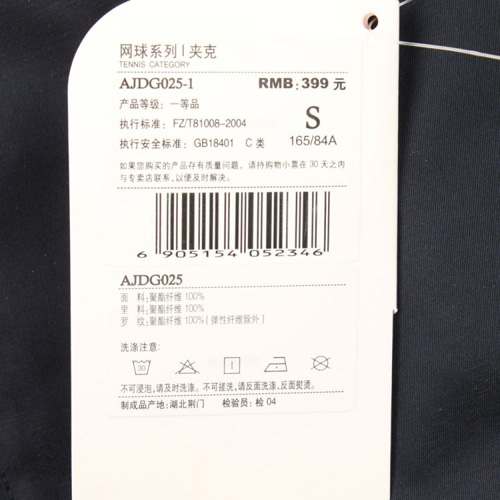 网球系列 | 夹克
TENNIS CATEGORY
AJDG025-1 RMB: 399 元
产品等级: 一等品
执行标准: FZ/T81008-2004 S
执行安全标准: GB18401 C 类 165/84A
如果您购买的产品存有质量问题, 请持购物小票在 30 天之内
与专卖店联系, 以便及时解决。
6 905154 052346
AJDG025
面 料: 聚酯纤维 100%
里 料: 聚酯纤维 100%
罗 纹: 聚酯纤维 100% (弹性纤维除外)
洗涤注意:
30
不可浸泡, 请及时洗涤。不可搓洗, 请反面洗涤、反面熨烫。
制成品产地: 湖北荆门 检验员: 检 04